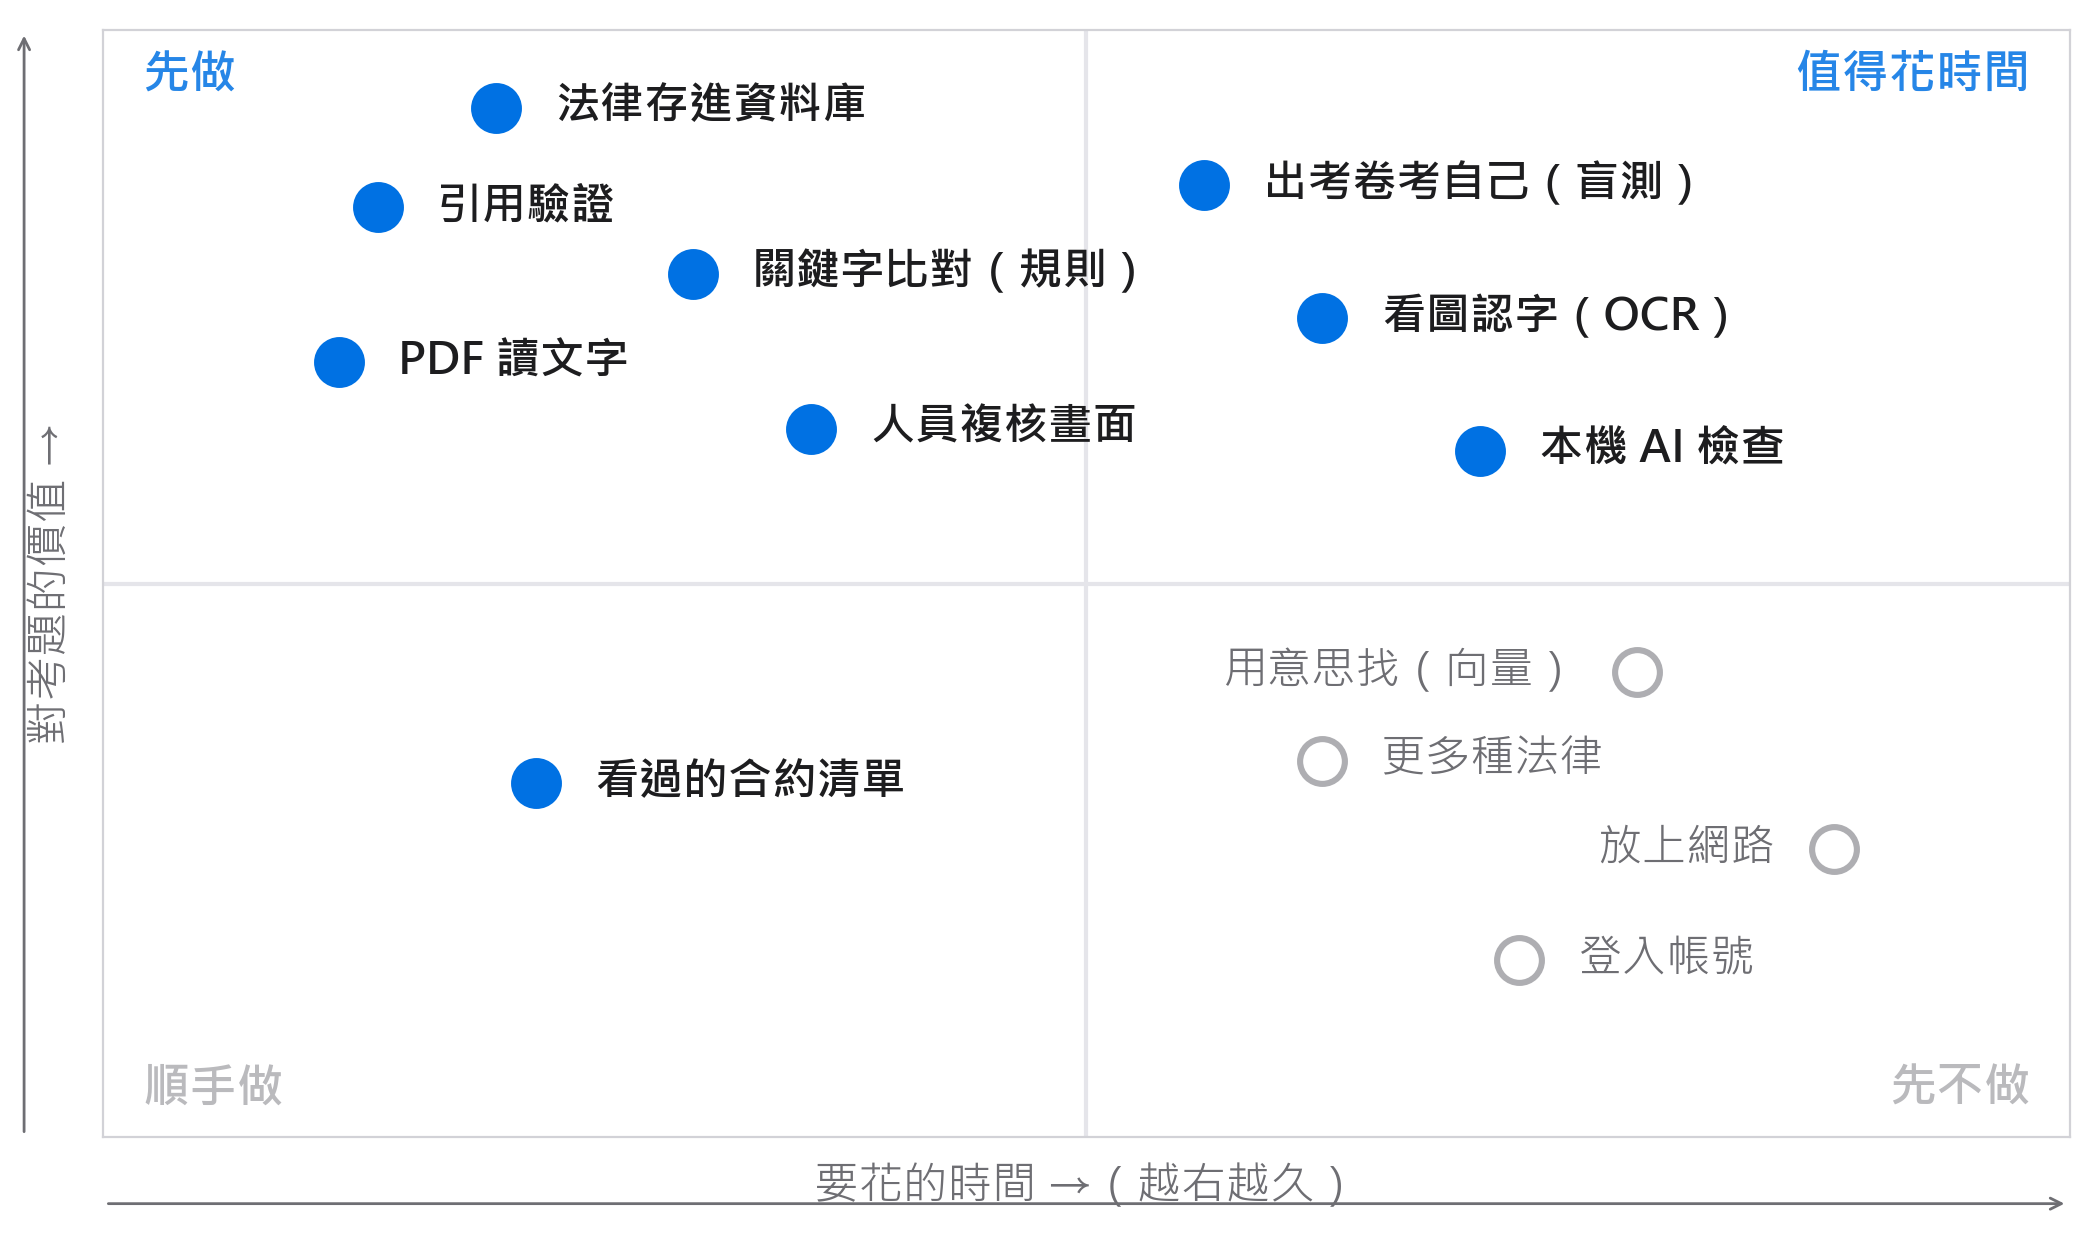 先做
值得花時間
法律存進資料庫
出考卷考自己（盲測）
引用驗證
關鍵字比對（規則）
看圖認字（OCR）
PDF 讀文字
人員複核畫面
本機 AI 檢查
對考題的價值 →
用意思找（向量）
更多種法律
看過的合約清單
放上網路
登入帳號
順手做
先不做
要花的時間 →（越右越久）